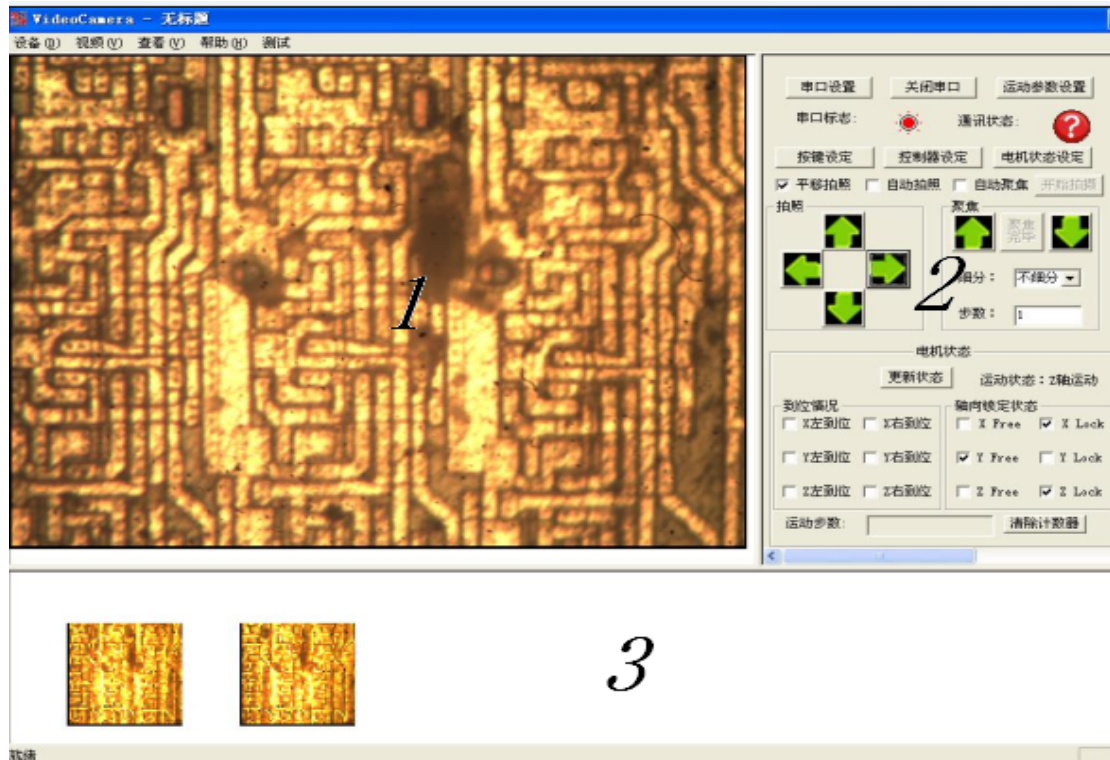 VideoCamera - 无标题
设备(D) 视频(V) 查看(V) 帮助(H) 测试
串口设置 关闭串口 运动参数设置
串口标志: 通讯状态:
按键设定 控制器设定 电机状态设定
平移拍照 自动拍照 自动聚焦 开始拍摄
拍照 聚焦
聚焦
完毕
1
2
细分: 不细分
步数: 1
电机状态
更新状态 运动状态:Z轴运动
到位情况 轴向锁定状态
X左到位 X右到位 X Free X Lock
Y左到位 Y右到位 Y Free Y Lock
Z左到位 Z右到位 Z Free Z Lock
运动步数: 清除计数器
3
就绪